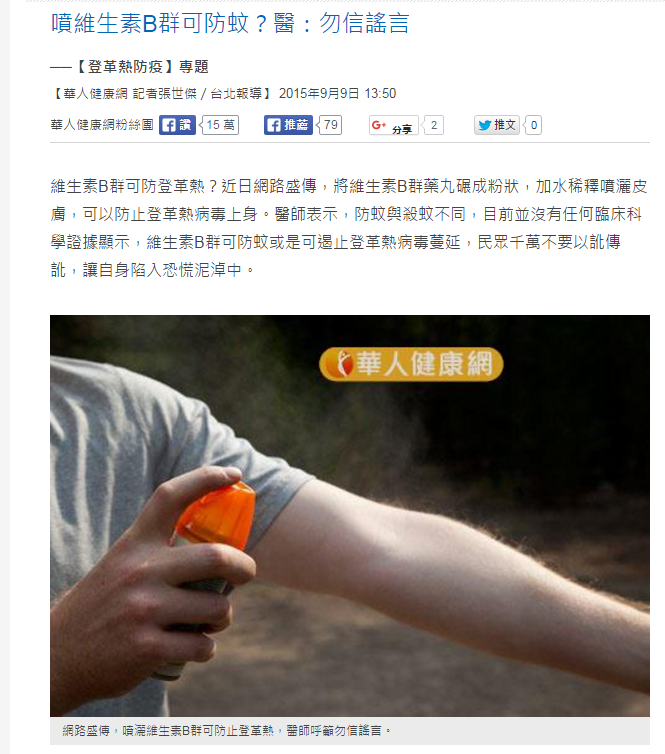 噴維生素B群可防蚊？醫：勿信謠言
──【登革熱防疫】專題
【華人健康網 記者張世傑／台北報導】 2015年9月9日 13:50
華人健康網粉絲團 讚 15 萬 推薦 79 G+ 分享 2 推文 0
維生素B群可防登革熱？近日網路盛傳，將維生素B群藥丸碾成粉狀，加水稀釋噴灑皮
膚，可以防止登革熱病毒上身。醫師表示，防蚊與殺蚊不同，目前並沒有任何臨床科
學證據顯示，維生素B群可防蚊或是可遏止登革熱病毒蔓延，民眾千萬不要以訛傳
訛，讓自身陷入恐慌泥淖中。
華人健康網
網路盛傳，噴灑維生素B群可防止登革熱，醫師呼籲勿信謠言。